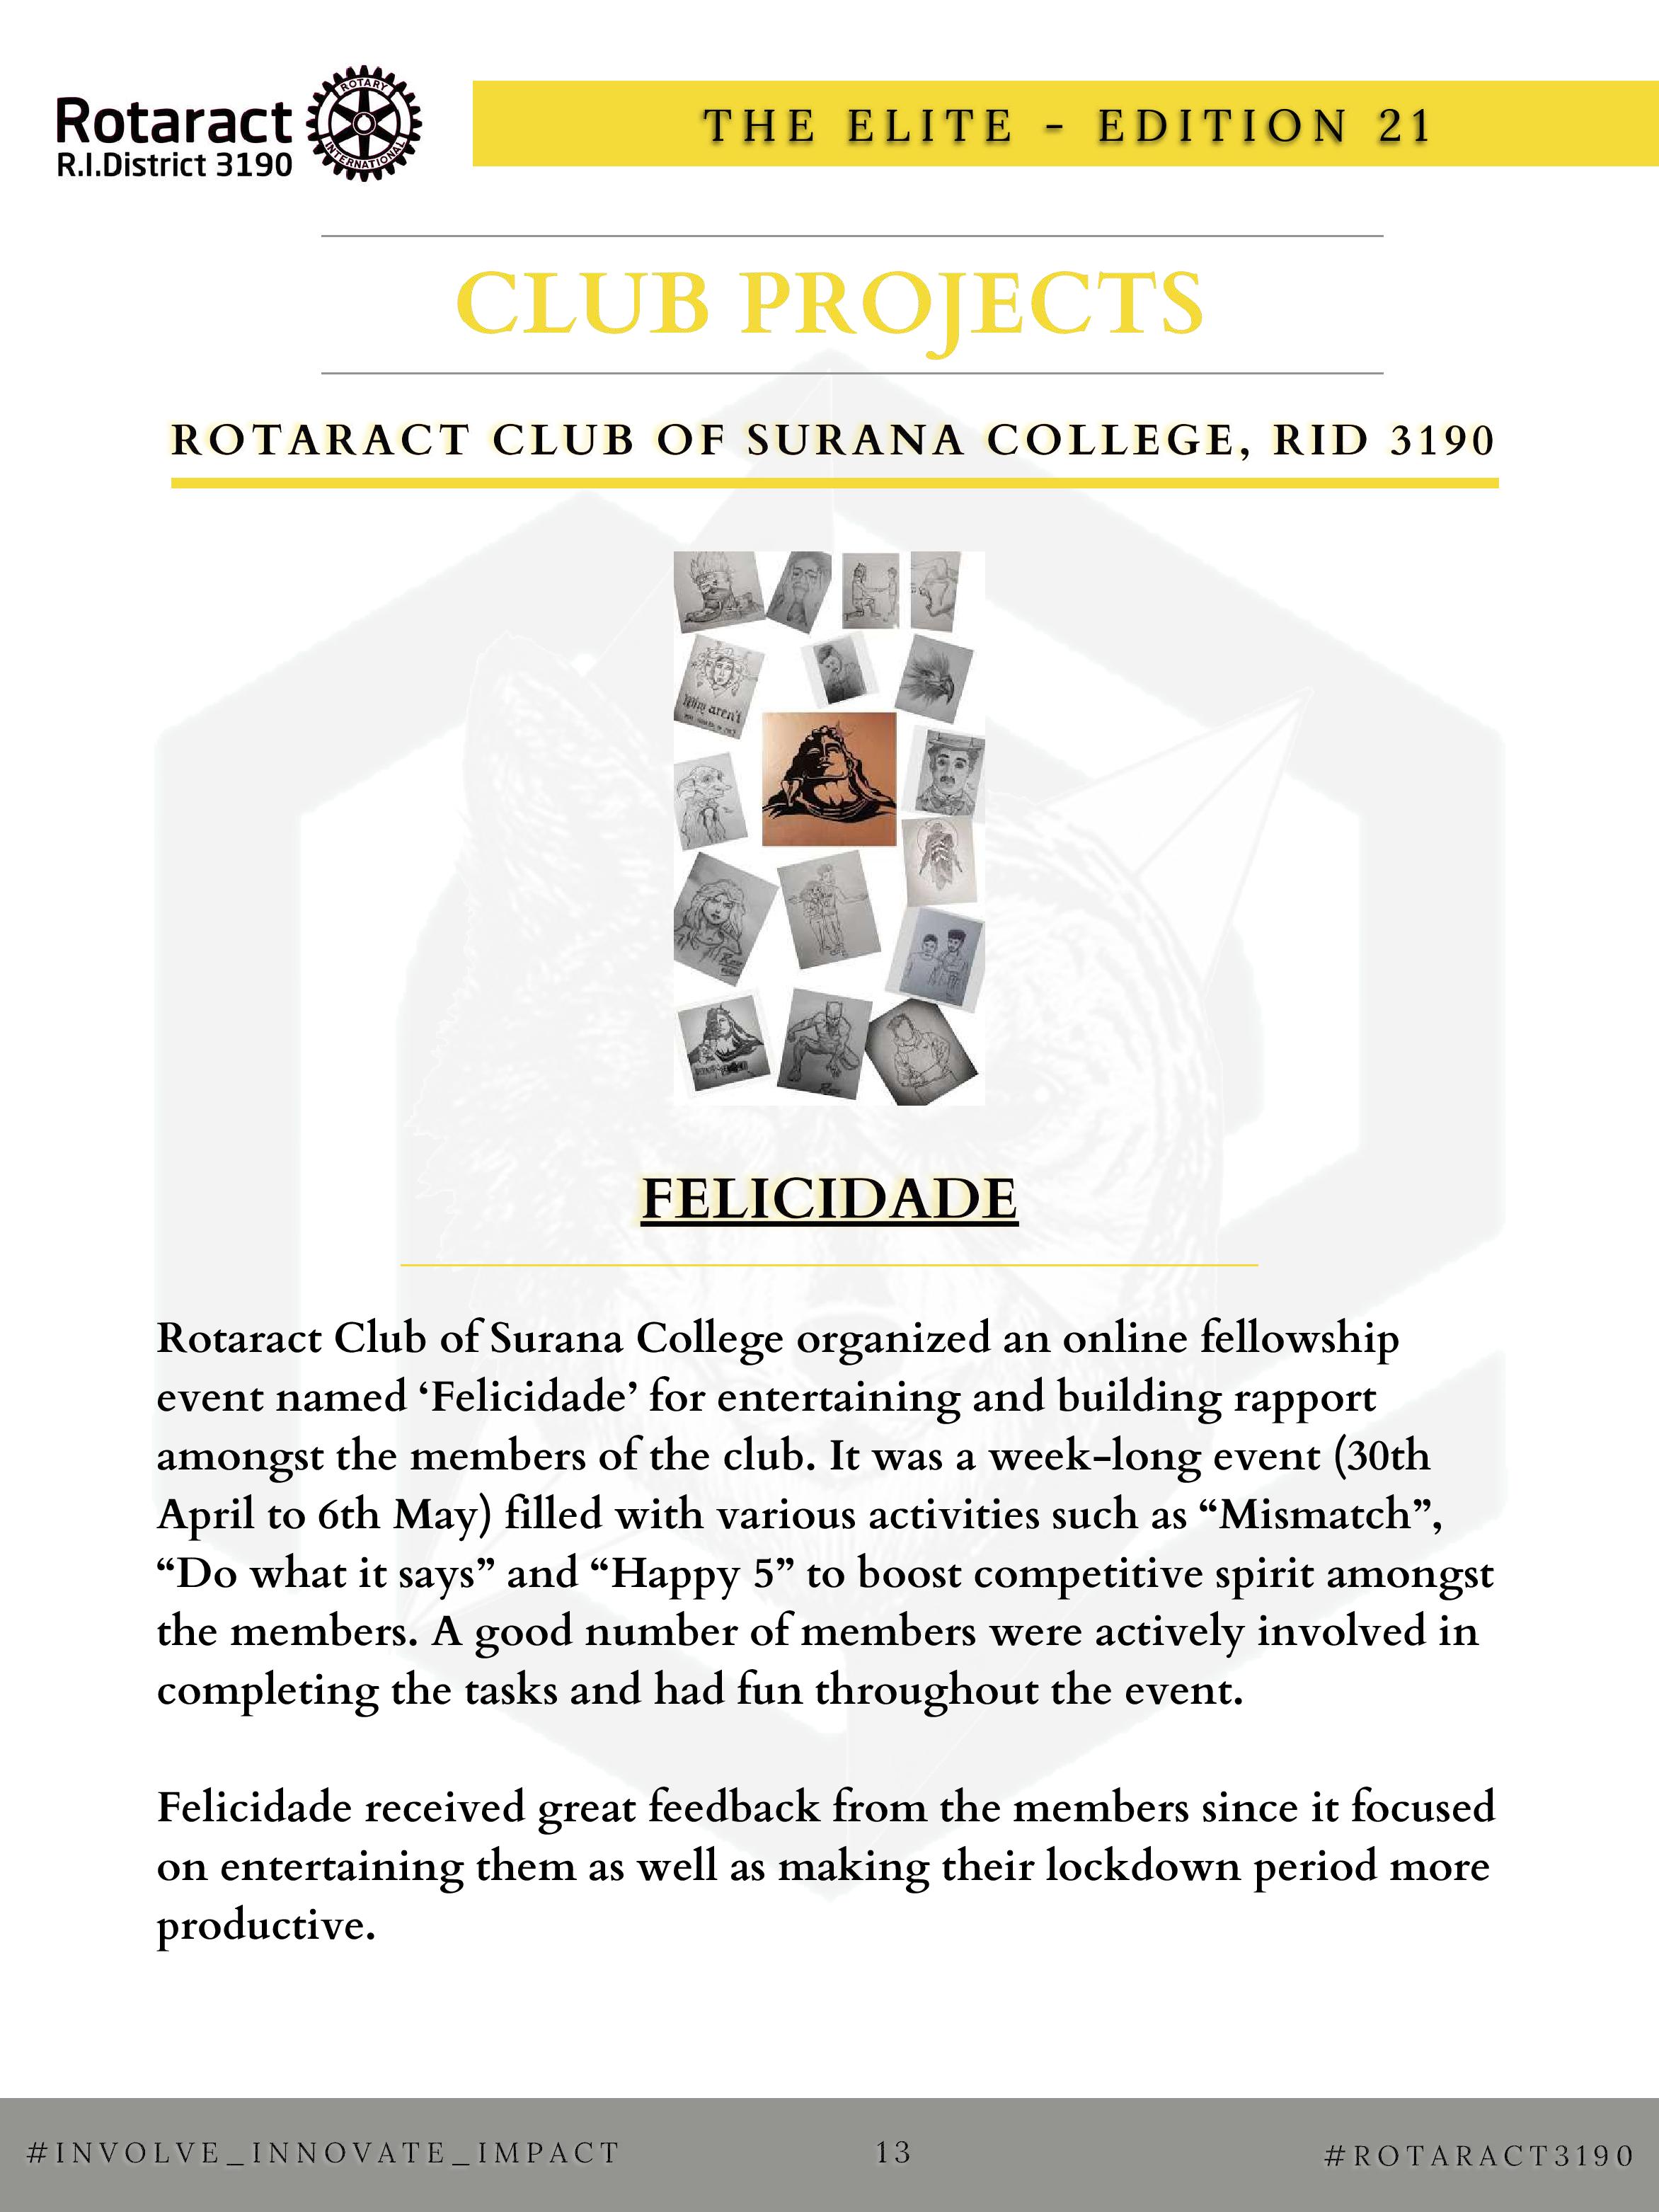 Rotaract
R.I.District 3190
ROTARY
INTERNATIONAL
THE ELITE - EDITION 21
CLUB PROJECTS
ROTARACT CLUB OF SURANA COLLEGE, RID 3190
Why aren't
FELICIDADE
Rotaract Club of Surana College organized an online fellowship
event named ‘Felicidade’ for entertaining and building rapport
amongst the members of the club. It was a week-long event (30th
April to 6th May) filled with various activities such as “Mismatch”,
“Do what it says” and “Happy 5” to boost competitive spirit amongst
the members. A good number of members were actively involved in
completing the tasks and had fun throughout the event.
Felicidade received great feedback from the members since it focused
on entertaining them as well as making their lockdown period more
productive.
#INVOLVE_INNOVATE_IMPACT
13
#ROTARACT3190